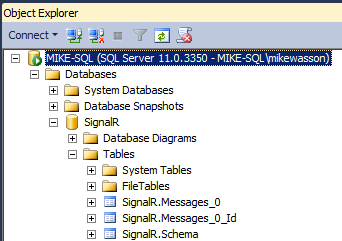 Object Explorer
Connect
MIKE-SQL (SQL Server 11.0.3350 - MIKE-SQL\mikewasson)
Databases
System Databases
Database Snapshots
SignalR
Database Diagrams
Tables
System Tables
FileTables
SignalR.Messages_0
SignalR.Messages_0_Id
SignalR.Schema